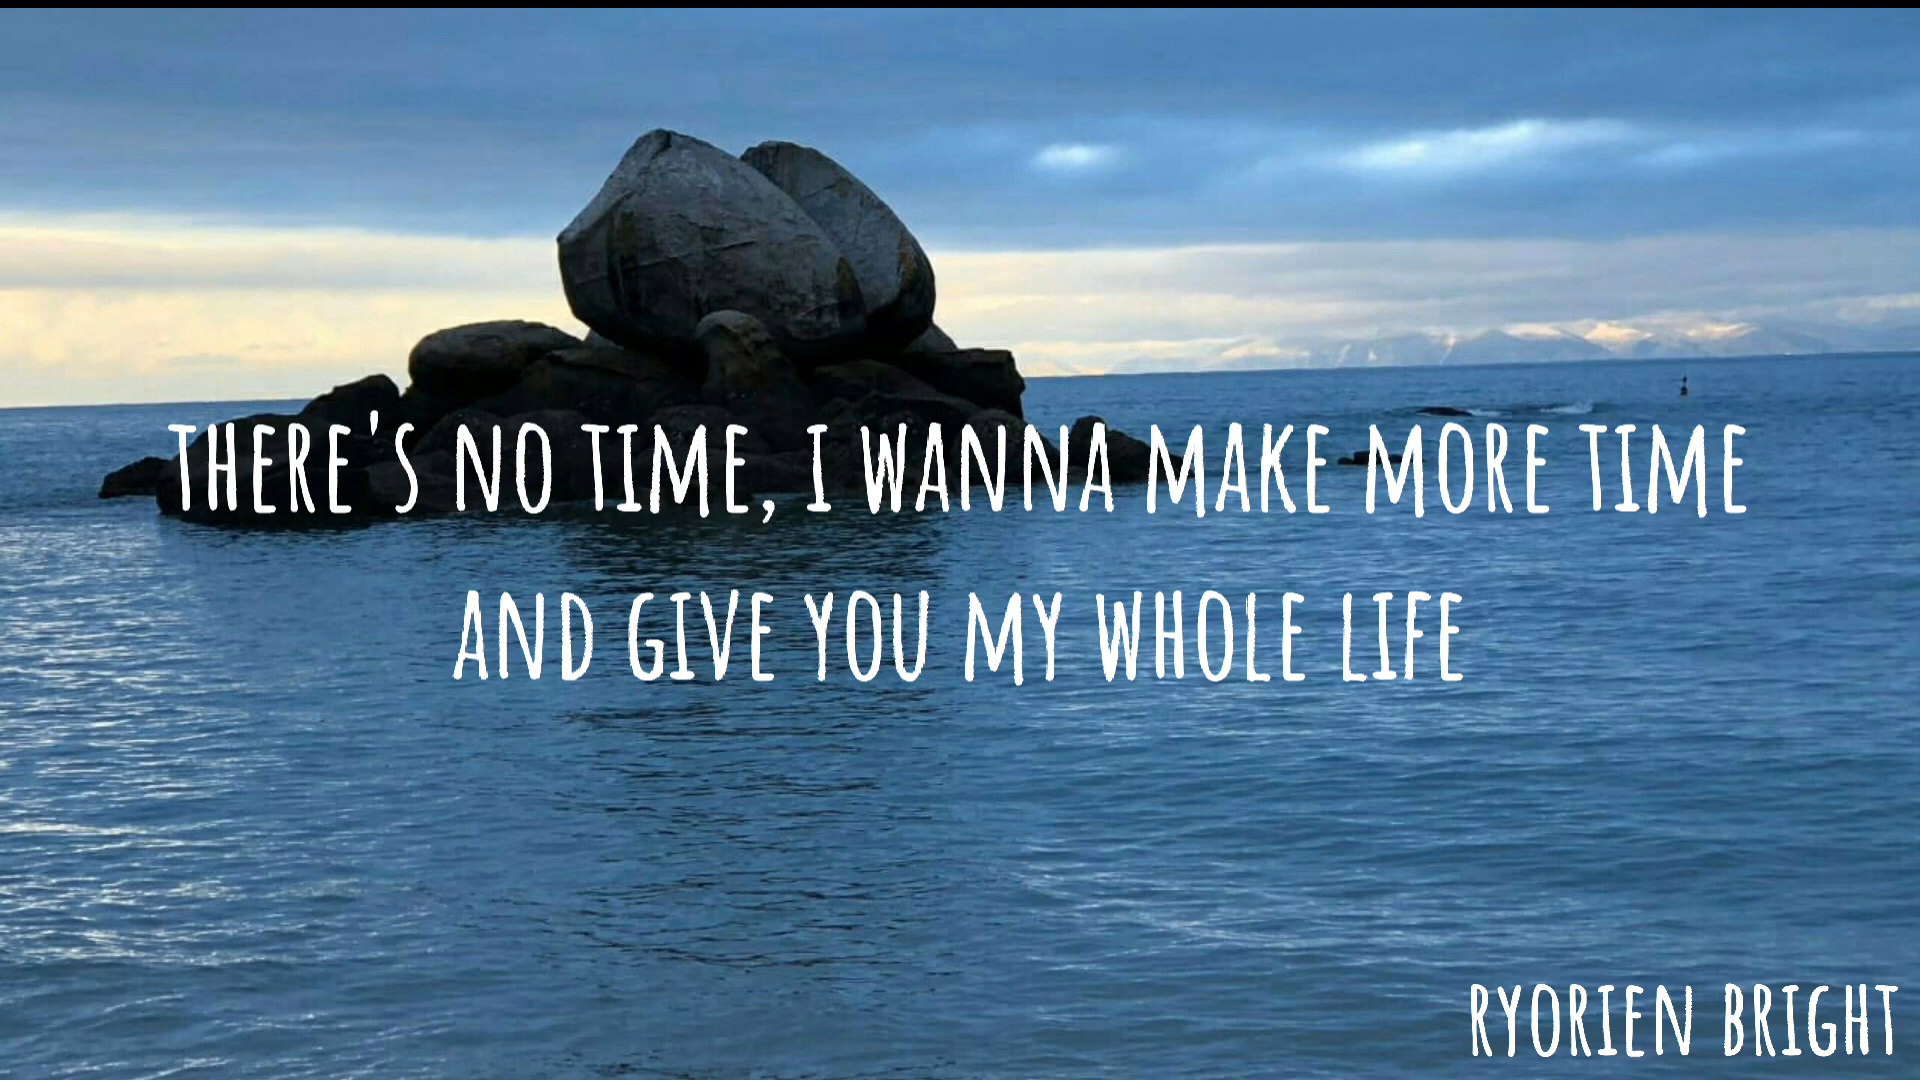 THERE'S NO TIME, I WANNA MAKE MORE TIME
AND GIVE YOU MY WHOLE LIFE
RYORIEN BRIGHT